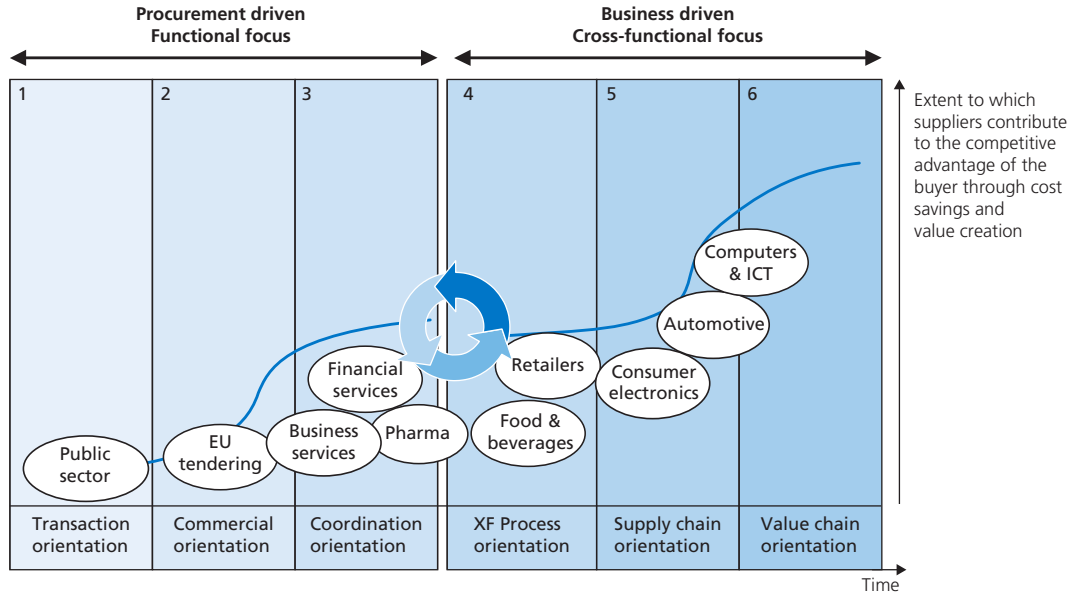 Procurement driven
Functional focus
Business driven
Cross-functional focus
1
2
3
4
5
6
Extent to which
suppliers contribute
to the competitive
advantage of the
buyer through cost
savings and
value creation
Computers
& ICT
Automotive
Retailers
Consumer
electronics
Financial
services
Food &
beverages
Pharma
Business
services
EU
tendering
Public
sector
Transaction
orientation
Commercial
orientation
Coordination
orientation
XF Process
orientation
Supply chain
orientation
Value chain
orientation
Time